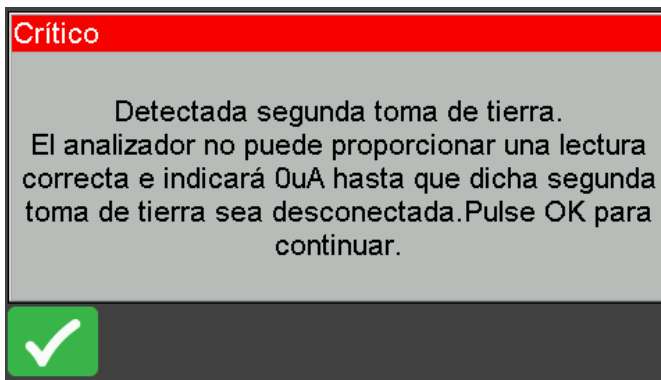 Crítico
Detectada segunda toma de tierra.
El analizador no puede proporcionar una lectura
correcta e indicará 0uA hasta que dicha segunda
toma de tierra sea desconectada.Pulse OK para
continuar.